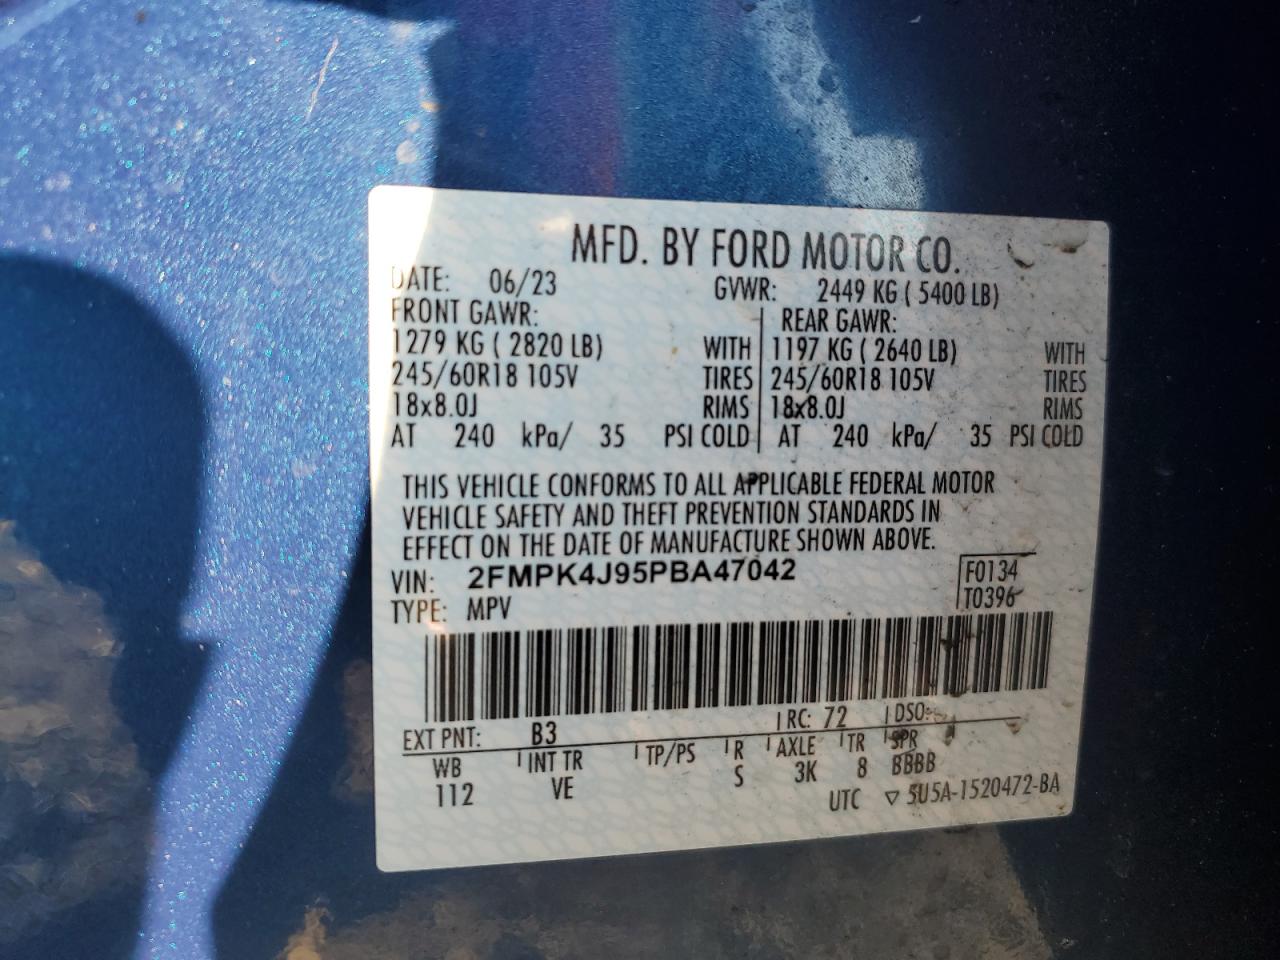 MFD. BY FORD MOTOR CO.
DATE: 06/23 GVWR: 2449 KG ( 5400 LB)
FRONT GAWR: REAR GAWR:
1279 KG ( 2820 LB) WITH 1197 KG ( 2640 LB) WITH
245/60R18 105V TIRES 245/60R18 105V TIRES
18x8.0J RIMS 18x8.0J RIMS
AT 240 kPa/ 35 PSI COLD AT 240 kPa/ 35 PSI COLD
THIS VEHICLE CONFORMS TO ALL APPLICABLE FEDERAL MOTOR
VEHICLE SAFETY AND THEFT PREVENTION STANDARDS IN
EFFECT ON THE DATE OF MANUFACTURE SHOWN ABOVE.
VIN: 2FMPK4J95PBA47042 F0134
TYPE: MPV T0396
EXT PNT: B3 RC: 72 DSO:
WB INT TR TP/PS R AXLE TR SPR
112 VE S 3K 8 BBBB
UTC ▽ 5U5A-1520472-BA